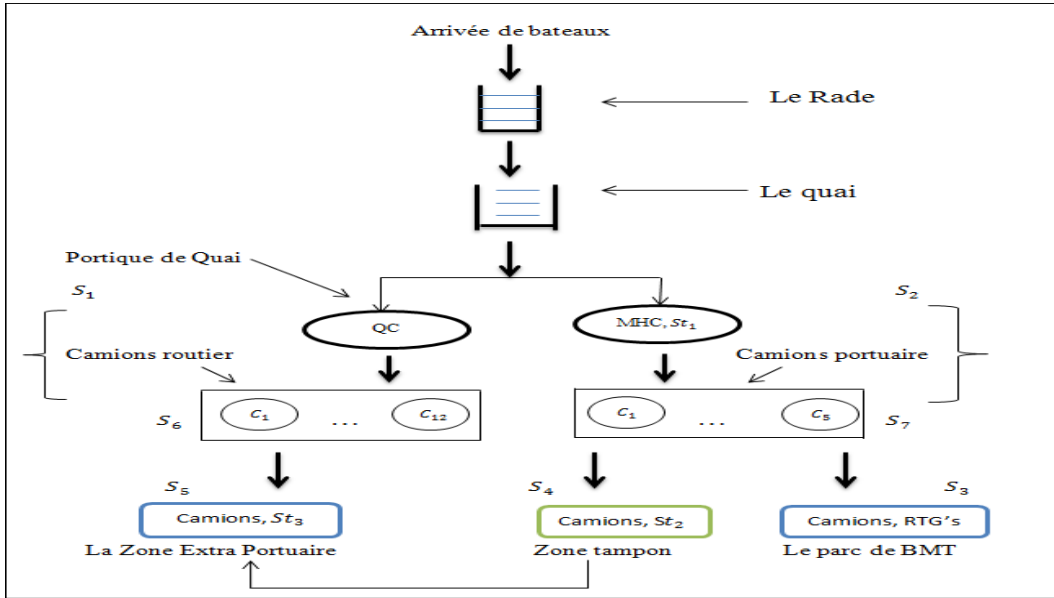 Arrivée de bateaux
Le Rade
Le quai
Portique de Quai
S₁
S₂
QC
MHC, St₁
Camions routier
Camions portuaire
S₆
C₁ ... C₁₂
C₁ ... C₅
S₇
S₅
S₄
S₃
Camions, St₃
Camions, St₂
Camions, RTG's
La Zone Extra Portuaire
Zone tampon
Le parc de BMT